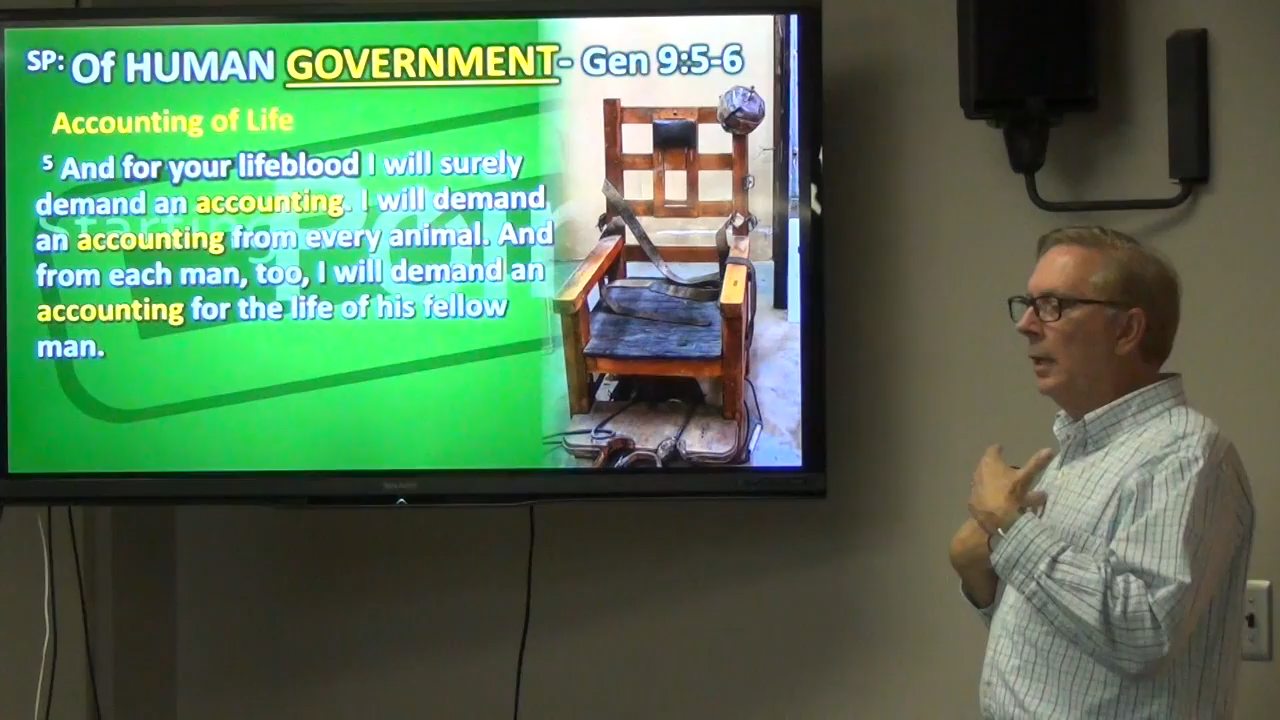 SP: Of HUMAN GOVERNMENT- Gen 9:5-6
Accounting of Life
5 And for your lifeblood I will surely
demand an accounting. I will demand
an accounting from every animal. And
from each man, too, I will demand an
accounting for the life of his fellow
man.